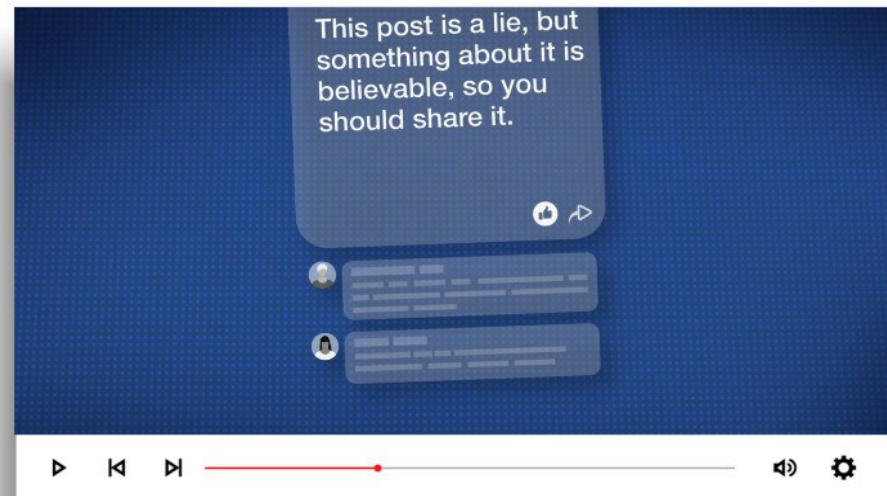 This post is a lie, but
something about it is
believable, so you
should share it.